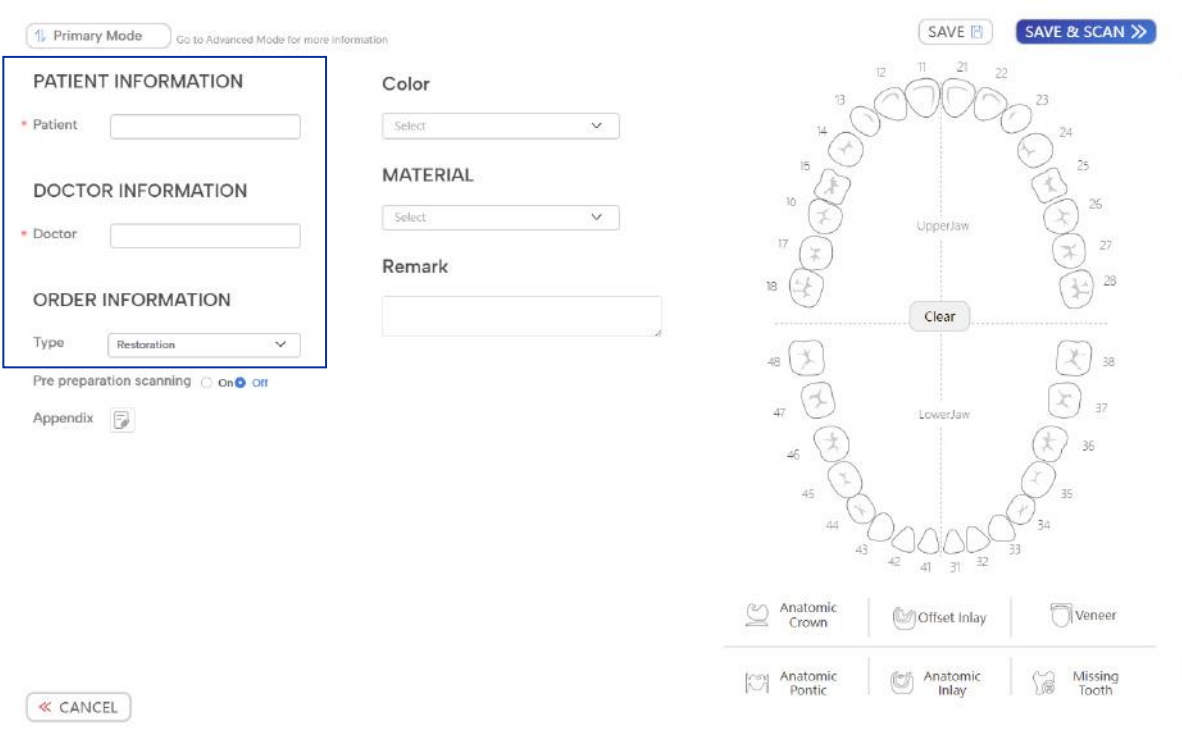 Primary Mode
Go to Advanced Mode for more information
SAVE
SAVE & SCAN
PATIENT INFORMATION
* Patient
DOCTOR INFORMATION
* Doctor
ORDER INFORMATION
Type
Restoration
Pre preparation scanning On Off
Appendix
CANCEL
Color
Select
MATERIAL
Select
Remark
12 11 21 22
13 23
14 24
15 25
16 26
UpperJaw
17 27
18 28
Clear
48 38
47 37
LowerJaw
46 36
45 35
44 34
43 33
42 41 31 32
Anatomic
Crown
Offset Inlay
Veneer
Anatomic
Pontic
Anatomic
Inlay
Missing
Tooth